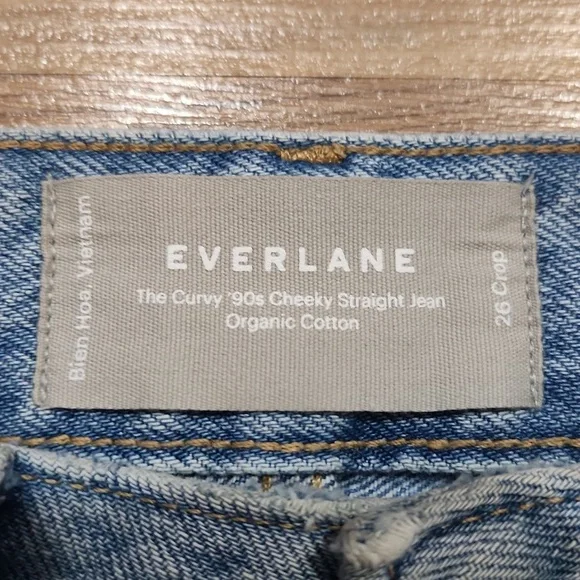 EVERLANE
The Curvy '90s Cheeky Straight Jean
Organic Cotton
Bien Hoa, Vietnam
26 Crop